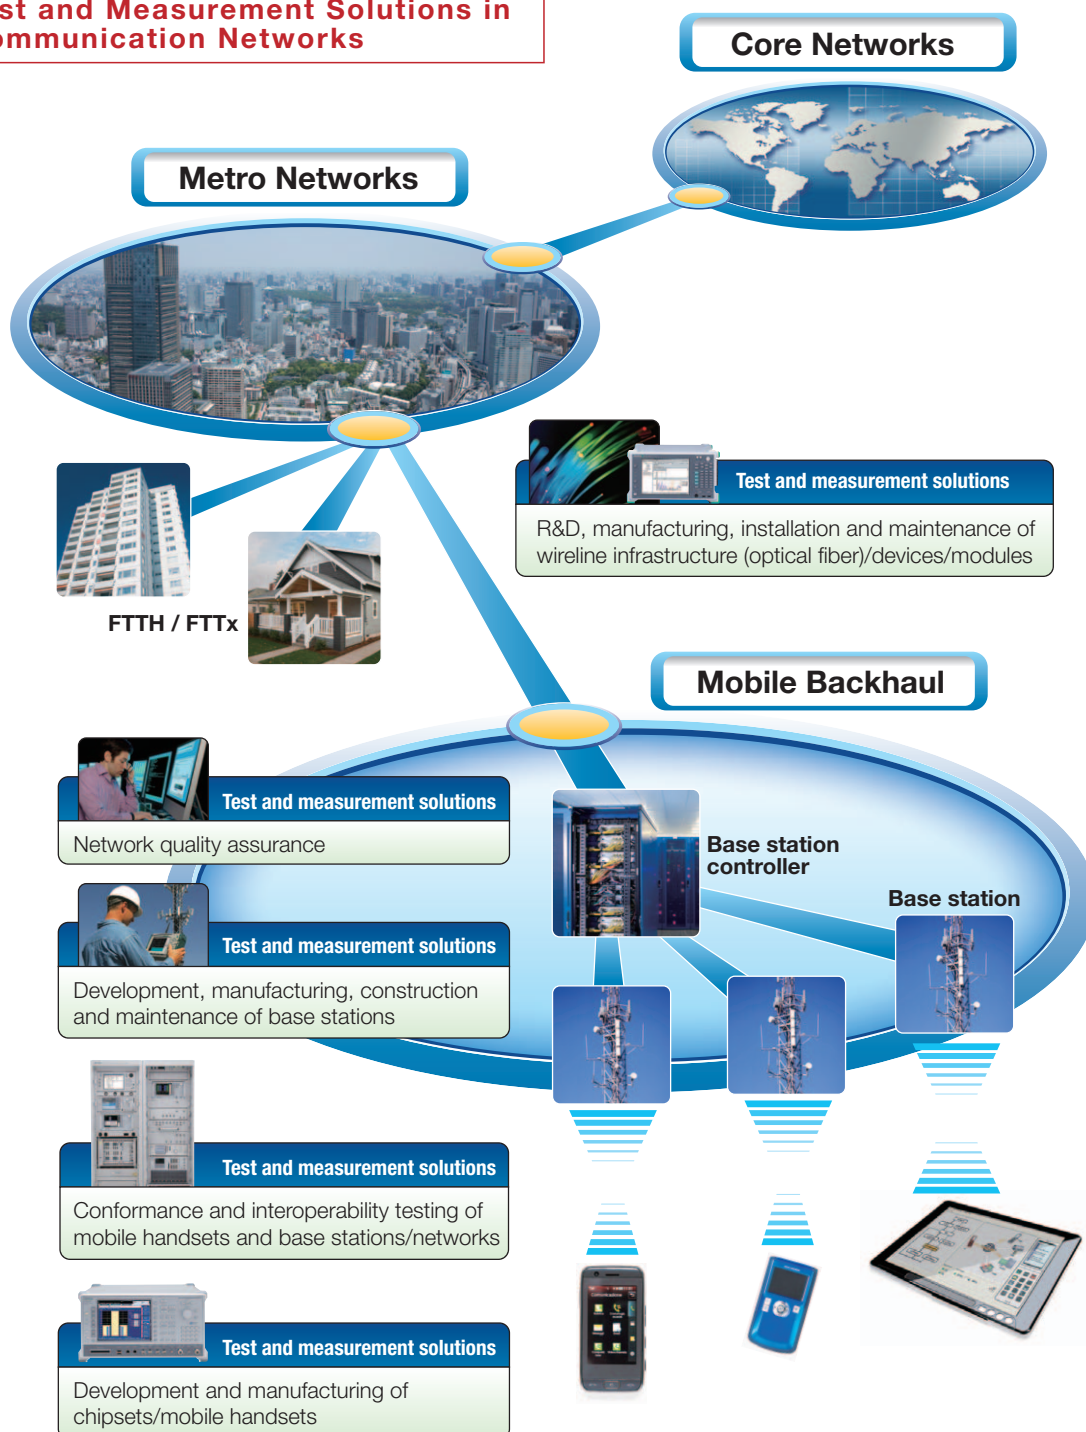 st and Measurement Solutions in
ommunication Networks
Core Networks
Metro Networks
Test and measurement solutions
R&D, manufacturing, installation and maintenance of
wireline infrastructure (optical fiber)/devices/modules
FTTH / FTTx
Mobile Backhaul
Test and measurement solutions
Network quality assurance
Base station
controller
Base station
Test and measurement solutions
Development, manufacturing, construction
and maintenance of base stations
Test and measurement solutions
Conformance and interoperability testing of
mobile handsets and base stations/networks
Test and measurement solutions
Development and manufacturing of
chipsets/mobile handsets